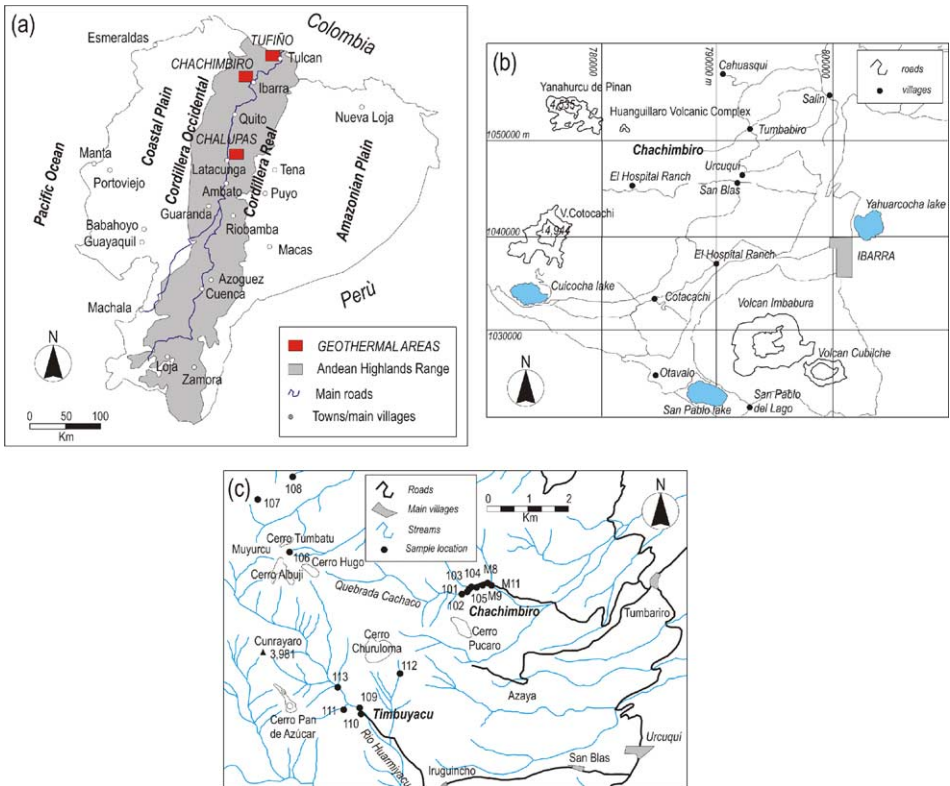 (a)
Colombia
Esmeraldas
TUFIÑO
Tulcan
CHACHIMBIRO
Ibarra
Coastal Plain
Cordillera Occidental
Quito
Nueva Loja
CHALUPAS
Cordillera Real
Pacific Ocean
Manta
Portoviejo
Latacunga
Tena
Ambato
Puyo
Amazonian Plain
Guaranda
Babahoyo
Guayaquil
Riobamba
Macas
Azoguez
Cuenca
Machala
Perù
N
Loja
Zamora
0 50 100
Km
GEOTHERMAL AREAS
Andean Highlands Range
Main roads
Towns/main villages
(b)
780000
790000 m
800000
Cahuasqui
roads
villages
Yanahurcu de Pinan
4,535
Huanguillaro Volcanic Complex
Salin
1050000 m
Tumbabiro
Chachimbiro
Urcuqui
El Hospital Ranch
San Blas
Yahuarcocha lake
V.Cotocachi
4,944
1040000
El Hospital Ranch
IBARRA
Cuicocha lake
Cotacachi
Volcan Imbabura
1030000
Volcan Cubilche
N
Otavalo
San Pablo lake
San Pablo
del Lago
(c)
108
107
Roads
Main villages
Streams
Sample location
0 1 2
Km
N
Cerro Tumbatu
Muyurcu
106
Cerro Hugo
Cerro Albuji
Quebrada Cachaco
103
104
M8
101
M11
102
105
M9
Chachimbiro
Tumbariro
Cerro
Pucaro
Cunrayaro
3,981
Cerro
Churuloma
112
113
Azaya
109
111
Timbuyacu
110
Cerro Pan
de Azúcar
Rio Huarmiyacu
Urcuqui
San Blas
Iruguincho